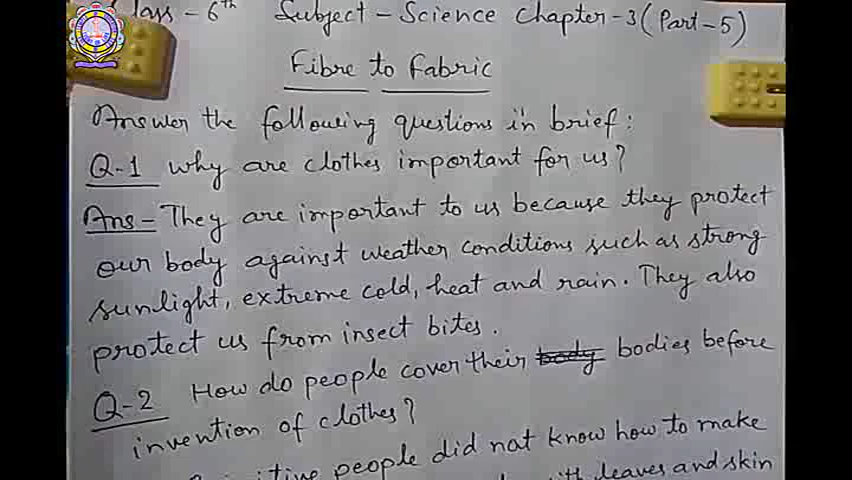 Class - 6th Subject - Science Chapter - 3 (Part - 5)
Fibre to Fabric
Answer the following questions in brief:
Q-1 Why are clothes important for us?
Ans - They are important to us because they protect
our body against weather conditions such as strong
sunlight, extreme cold, heat and rain. They also
protect us from insect bites.
Q-2 How do people cover their body bodies before
invention of clothes?
people did not know how to make
with leaves and skin